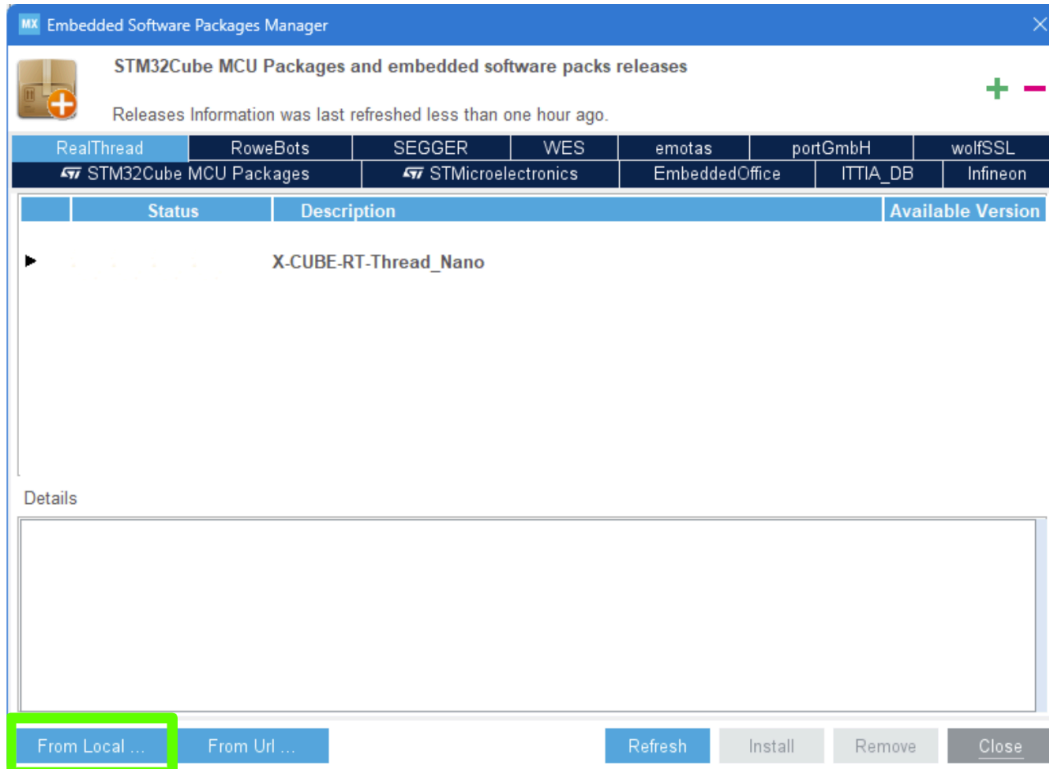 MX Embedded Software Packages Manager
STM32Cube MCU Packages and embedded software packs releases
Releases Information was last refreshed less than one hour ago.
RealThread RoweBots SEGGER WES emotas portGmbH wolfSSL
STM32Cube MCU Packages STMicroelectronics EmbeddedOffice ITTIA_DB Infineon
Status Description Available Version
X-CUBE-RT-Thread_Nano
Details
From Local ... From Url ... Refresh Install Remove Close